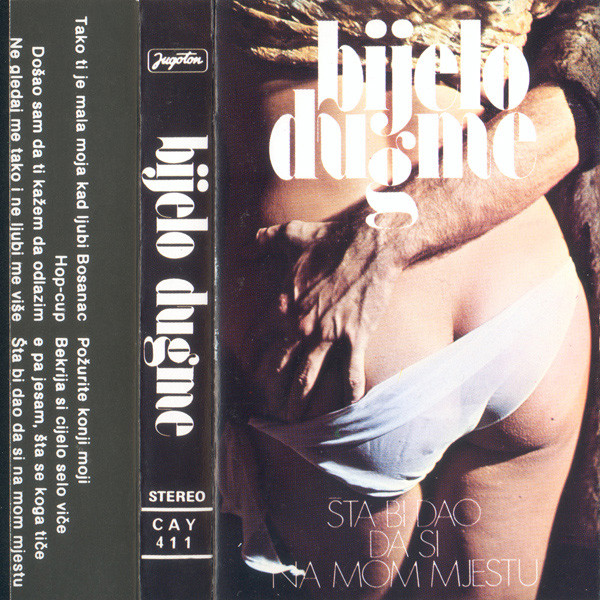 Tako ti je mala moja kad ljubi Bosanac
Hop-cup
Došao sam da ti kažem da odlazim
Ne gledaj me tako i ne ljubi me više
Požurite konji moji
Bekrija si cijelo selo viče
e pa jesam, šta se koga tiče
Šta bi dao da si na mom mjestu
Jugoton
bijelo dugme
STEREO
CAY
411
bijelo
dugme
ŠTA BI DAO
DA SI
NA MOM MJESTU